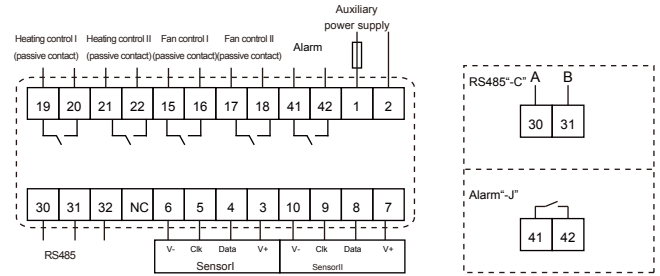 Auxiliary
power supply
Heating control I Heating control II Fan control I Fan control II Alarm
(passive contact) (passive contact) (passive contact) (passive contact)
19 20 21 22 15 16 17 18 41 42 1 2
30 31 32 NC 6 5 4 3 10 9 8 7
RS485 V- Clk Data V+ V- Clk Data V+
SensorI SensorII
RS485“-C” A B
30 31
Alarm“-J”
41 42